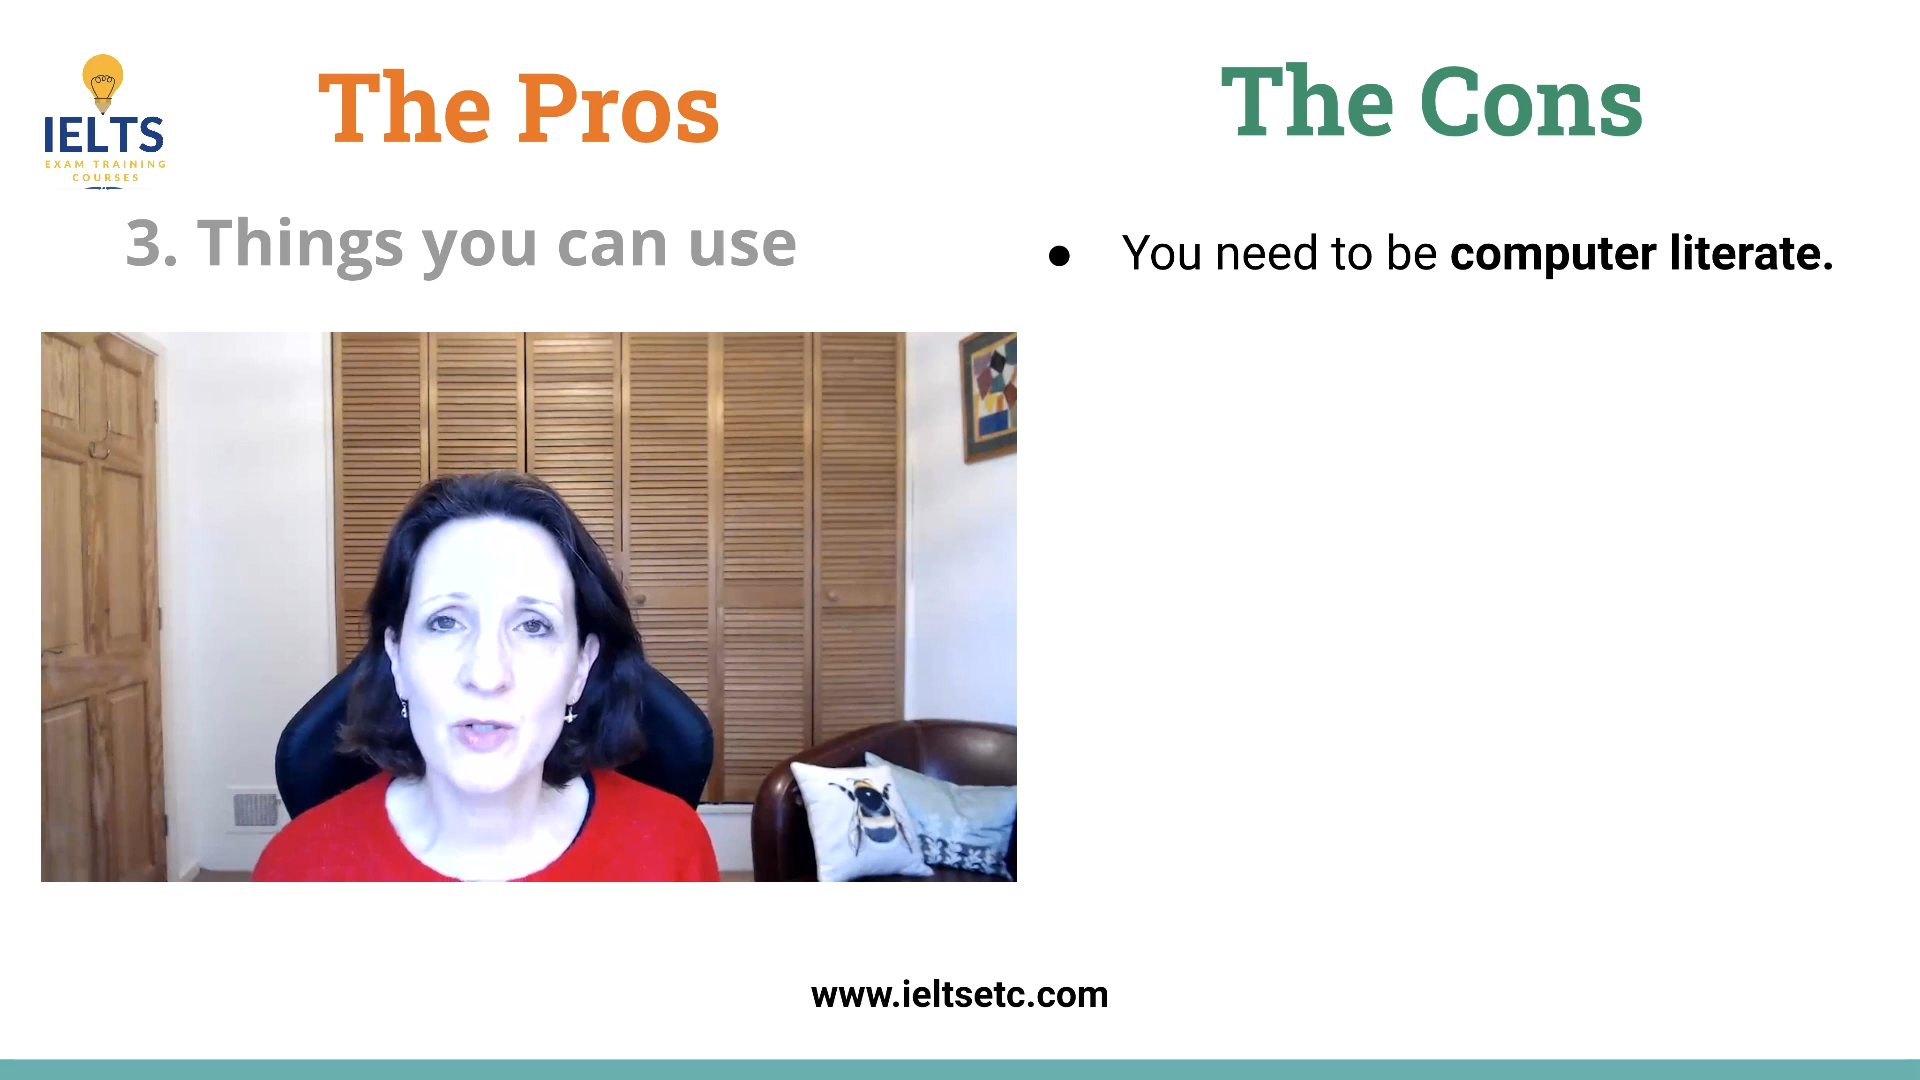 IELTS
EXAM TRAINING
COURSES
The Pros
The Cons
3. Things you can use
● You need to be computer literate.
www.ieltsetc.com